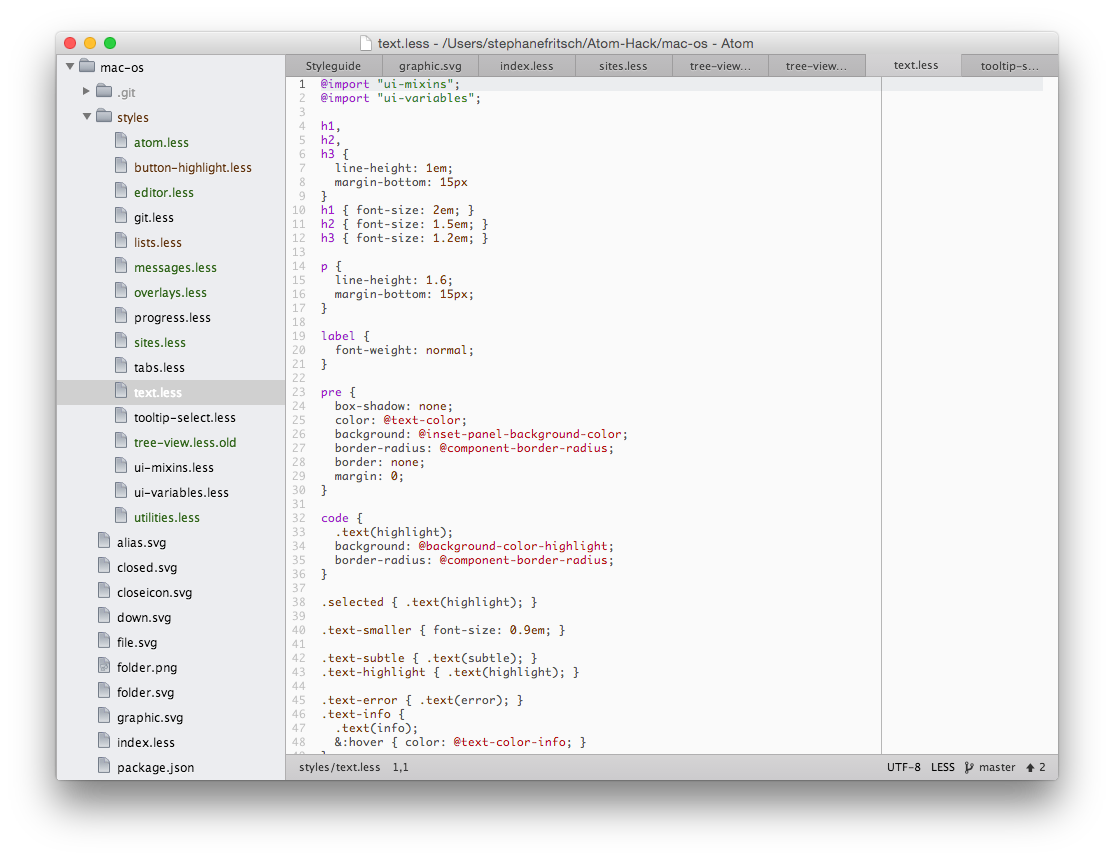 text.less - /Users/stephanefritsch/Atom-Hack/mac-os - Atom
mac-os
.git
styles
atom.less
button-highlight.less
editor.less
git.less
lists.less
messages.less
overlays.less
progress.less
sites.less
tabs.less
text.less
tooltip-select.less
tree-view.less.old
ui-mixins.less
ui-variables.less
utilities.less
alias.svg
closed.svg
closeicon.svg
down.svg
file.svg
folder.png
folder.svg
graphic.svg
index.less
package.json
Styleguide graphic.svg index.less sites.less tree-view... tree-view... text.less tooltip-s...
1 @import "ui-mixins";
2 @import "ui-variables";
3
4 h1,
5 h2,
6 h3 {
7 line-height: 1em;
8 margin-bottom: 15px
9 }
10 h1 { font-size: 2em; }
11 h2 { font-size: 1.5em; }
12 h3 { font-size: 1.2em; }
13
14 p {
15 line-height: 1.6;
16 margin-bottom: 15px;
17 }
18
19 label {
20 font-weight: normal;
21 }
22
23 pre {
24 box-shadow: none;
25 color: @text-color;
26 background: @inset-panel-background-color;
27 border-radius: @component-border-radius;
28 border: none;
29 margin: 0;
30 }
31
32 code {
33 .text(highlight);
34 background: @background-color-highlight;
35 border-radius: @component-border-radius;
36 }
37
38 .selected { .text(highlight); }
39
40 .text-smaller { font-size: 0.9em; }
41
42 .text-subtle { .text(subtle); }
43 .text-highlight { .text(highlight); }
44
45 .text-error { .text(error); }
46 .text-info {
47 .text(info);
48 &:hover { color: @text-color-info; }
styles/text.less 1,1 UTF-8 LESS master 2